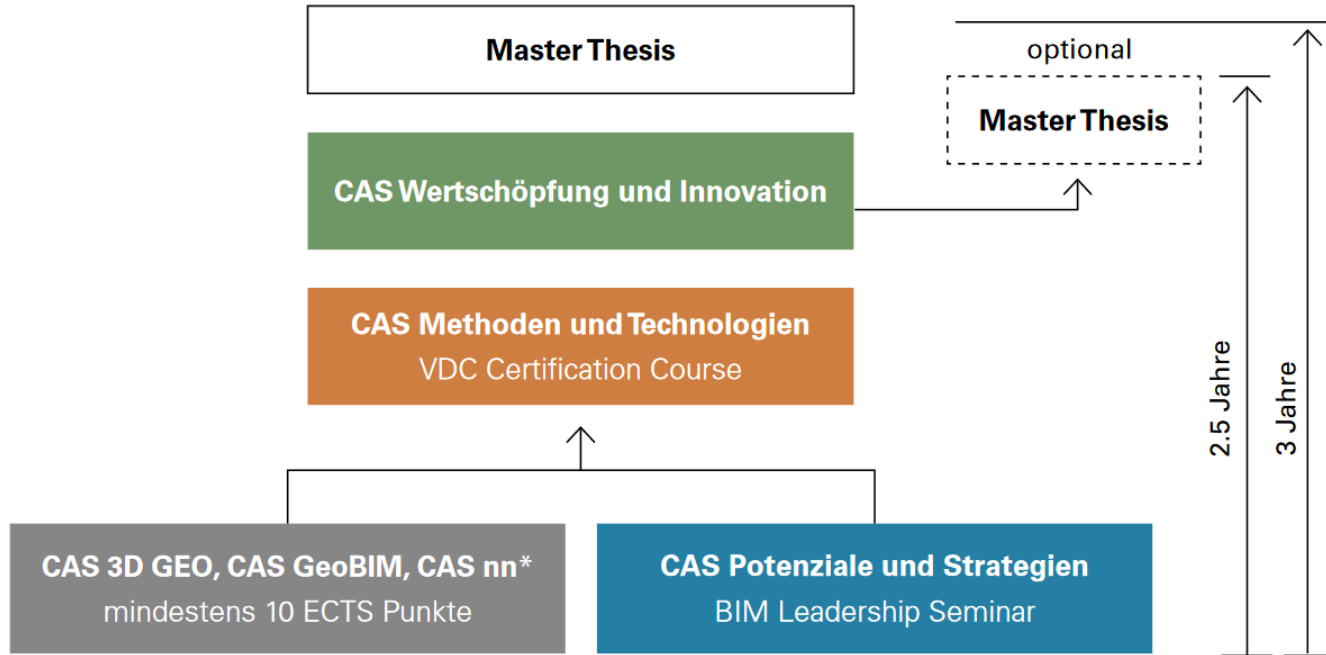 Master Thesis
optional
Master Thesis
CAS Wertschöpfung und Innovation
CAS Methoden und Technologien
VDC Certification Course
2.5 Jahre
3 Jahre
CAS 3D GEO, CAS GeoBIM, CAS nn*
mindestens 10 ECTS Punkte
CAS Potenziale und Strategien
BIM Leadership Seminar